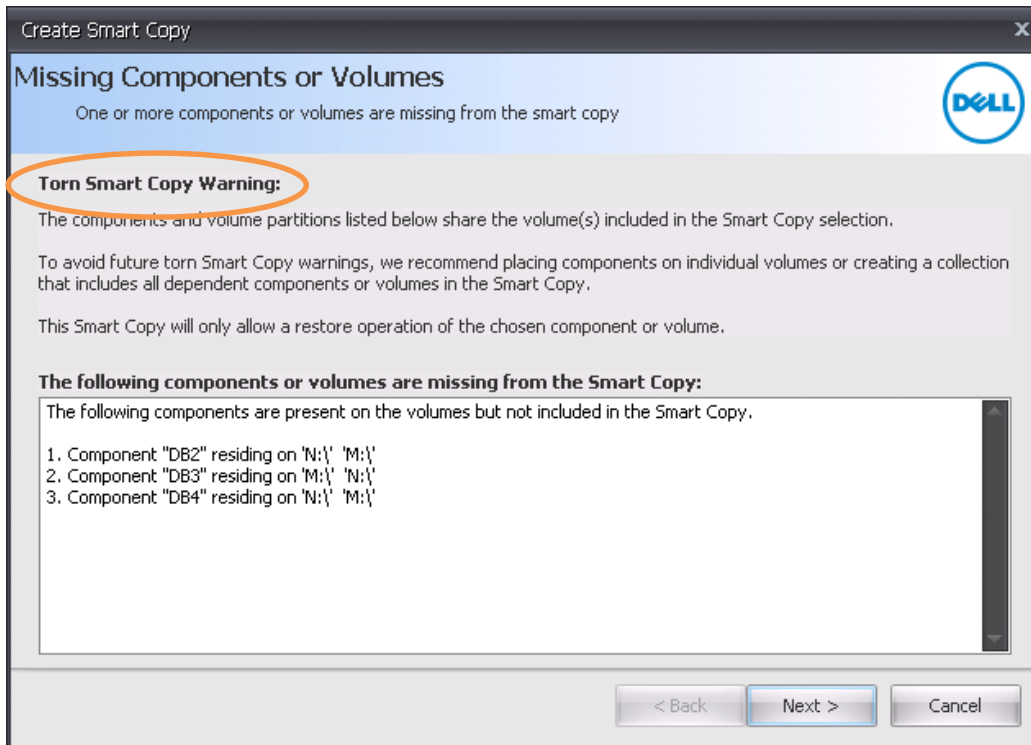 Create Smart Copy
x
Missing Components or Volumes
One or more components or volumes are missing from the smart copy
DELL
Torn Smart Copy Warning:
The components and volume partitions listed below share the volume(s) included in the Smart Copy selection.
To avoid future torn Smart Copy warnings, we recommend placing components on individual volumes or creating a collection
that includes all dependent components or volumes in the Smart Copy.
This Smart Copy will only allow a restore operation of the chosen component or volume.
The following components or volumes are missing from the Smart Copy:
The following components are present on the volumes but not included in the Smart Copy.
1. Component "DB2" residing on 'N:\' 'M:\'
2. Component "DB3" residing on 'M:\' 'N:\'
3. Component "DB4" residing on 'N:\' 'M:\'
< Back Next > Cancel